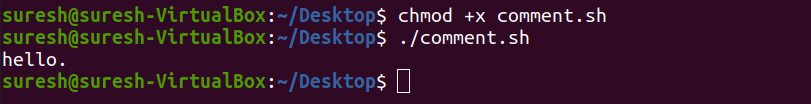 suresh@suresh-VirtualBox:~/Desktop$ chmod +x comment.sh
suresh@suresh-VirtualBox:~/Desktop$ ./comment.sh
hello.
suresh@suresh-VirtualBox:~/Desktop$